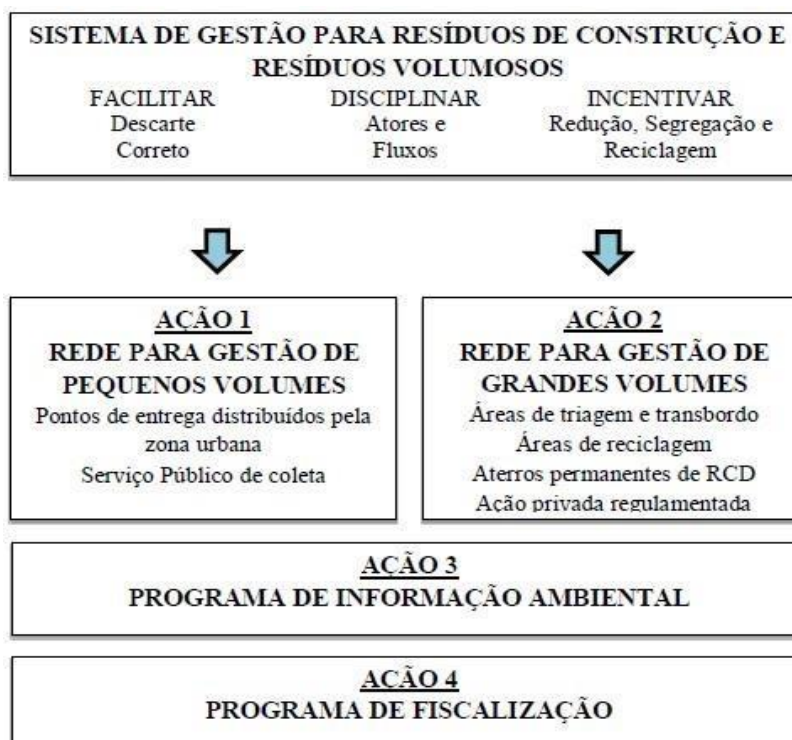 SISTEMA DE GESTÃO PARA RESÍDUOS DE CONSTRUÇÃO E
RESÍDUOS VOLUMOSOS
FACILITAR
Descarte
Correto
DISCIPLINAR
Atores e
Fluxos
INCENTIVAR
Redução, Segregação e
Reciclagem
AÇÃO 1
REDE PARA GESTÃO DE
PEQUENOS VOLUMES
Pontos de entrega distribuídos pela
zona urbana
Serviço Público de coleta
AÇÃO 2
REDE PARA GESTÃO DE
GRANDES VOLUMES
Áreas de triagem e transbordo
Áreas de reciclagem
Aterros permanentes de RCD
Ação privada regulamentada
AÇÃO 3
PROGRAMA DE INFORMAÇÃO AMBIENTAL
AÇÃO 4
PROGRAMA DE FISCALIZAÇÃO